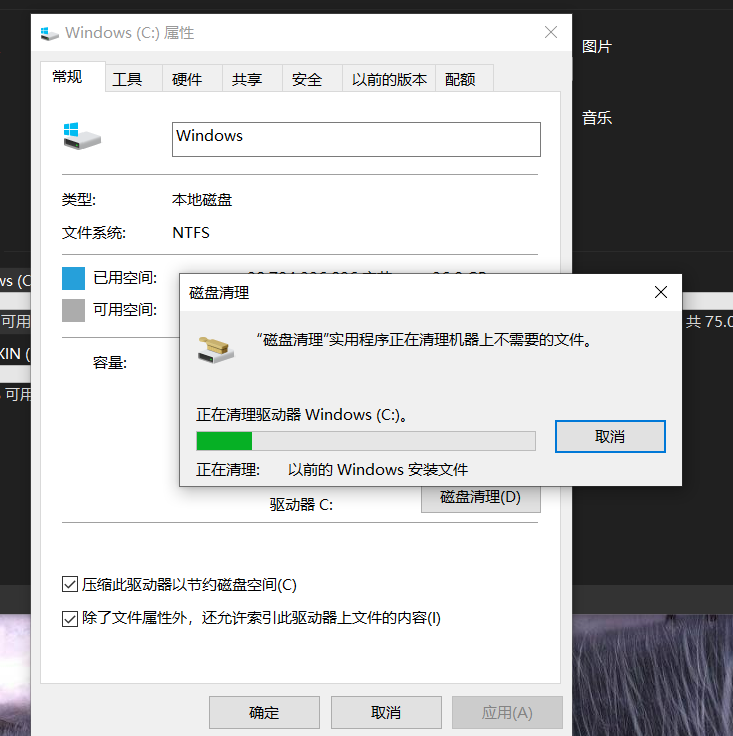 Windows (C:) 属性
图片
常规 工具 硬件 共享 安全 以前的版本 配额
音乐
Windows
类型: 本地磁盘
文件系统: NTFS
已用空间:
磁盘清理
可用空间:
可用
共 75.0
“磁盘清理”实用程序正在清理机器上不需要的文件。
XIN (
容量:
可用
正在清理驱动器 Windows (C:)。
取消
正在清理: 以前的 Windows 安装文件
驱动器 C: 磁盘清理(D)
压缩此驱动器以节约磁盘空间(C)
除了文件属性外，还允许索引此驱动器上文件的内容(I)
确定 取消 应用(A)